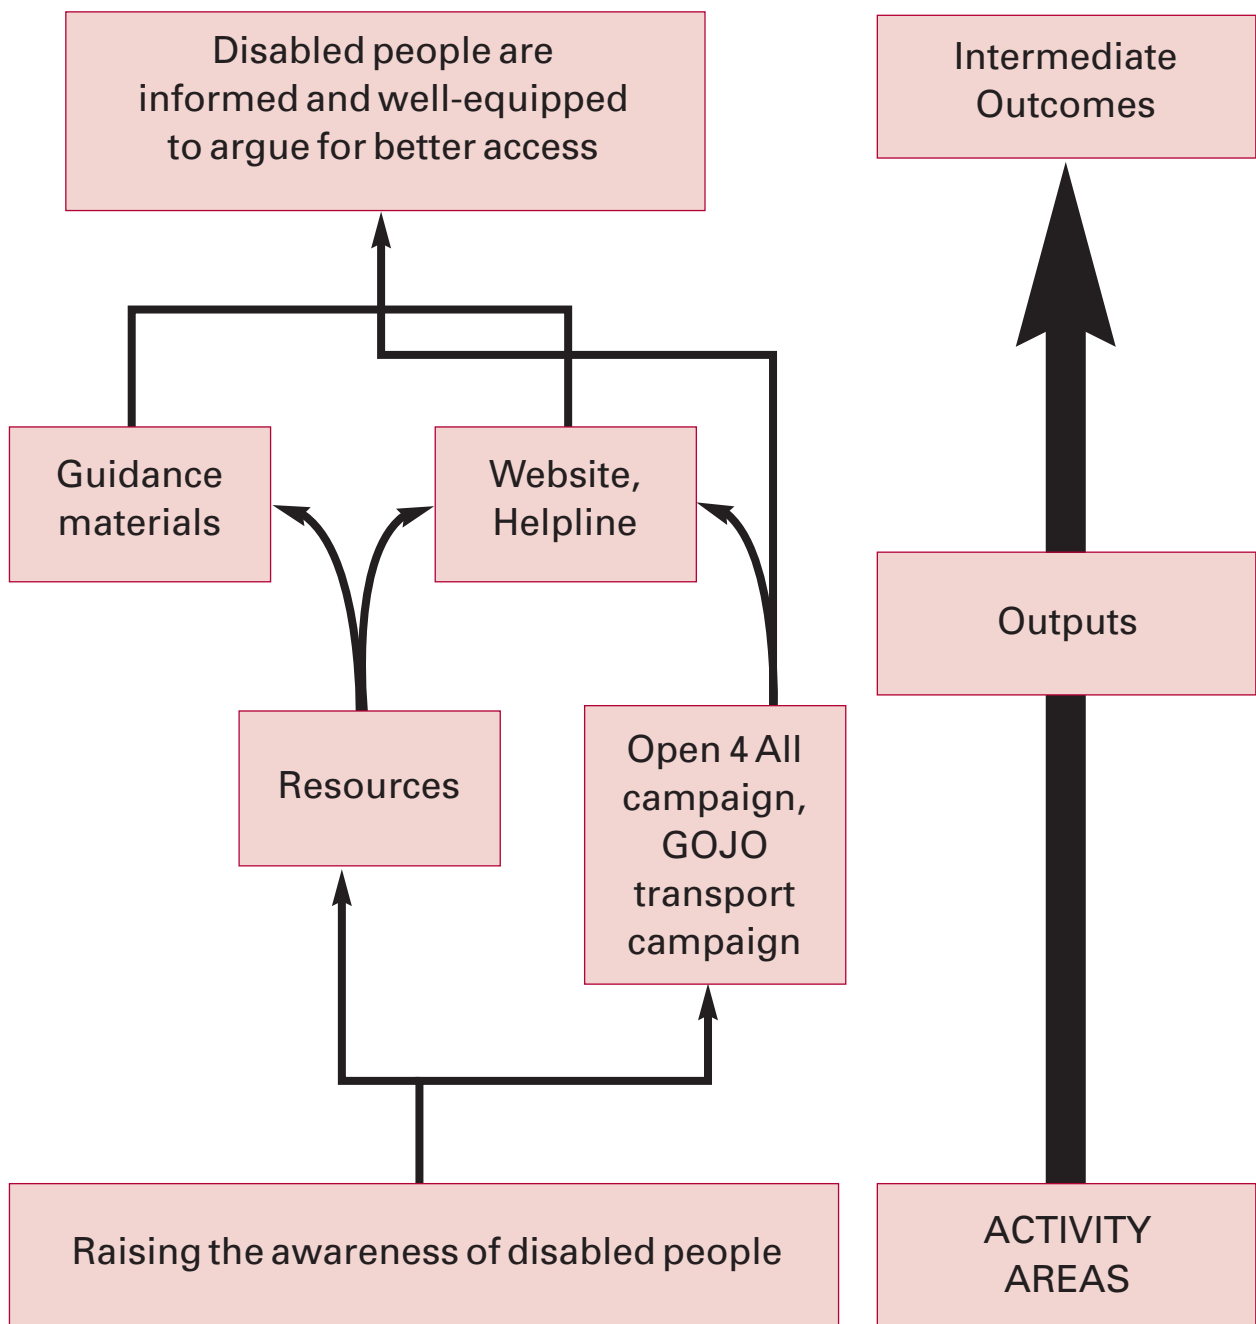 Disabled people are
informed and well-equipped
to argue for better access
Intermediate
Outcomes
Guidance
materials
Website,
Helpline
Outputs
Resources
Open 4 All
campaign,
GOJO
transport
campaign
Raising the awareness of disabled people
ACTIVITY
AREAS